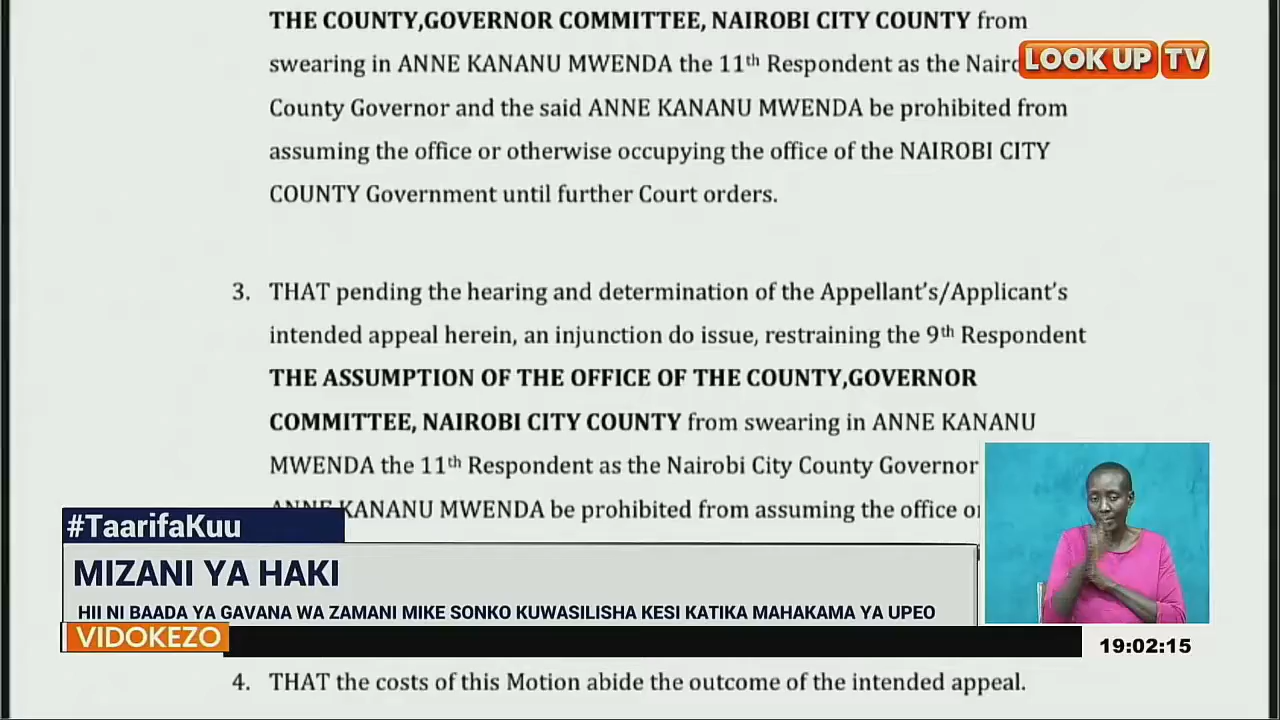 THE COUNTY,GOVERNOR COMMITTEE, NAIROBI CITY COUNTY from
swearing in ANNE KANANU MWENDA the 11th Respondent as the
LOOK UP TV
County Governor and the said ANNE KANANU MWENDA be prohibited from
assuming the office or otherwise occupying the office of the NAIROBI CITY
COUNTY Government until further Court orders.
3. THAT pending the hearing and determination of the Appellant's/Applicant's
intended appeal herein, an injunction do issue, restraining the 9th Respondent
THE ASSUMPTION OF THE OFFICE OF THE COUNTY,GOVERNOR
COMMITTEE, NAIROBI CITY COUNTY from swearing in ANNE KANANU
MWENDA the 11th Respondent as the Nairobi City County Governor
ANNE KANANU MWENDA be prohibited from assuming the office
#TaarifaKuu
MIZANI YA HAKI
HII NI BAADA YA GAVANA WA ZAMANI MIKE SONKO KUWASILISHA KESI KATIKA MAHAKAMA YA UPEO
VIDOKEZO
19:02:15
4. THAT the costs of this Motion abide the outcome of the intended appeal.